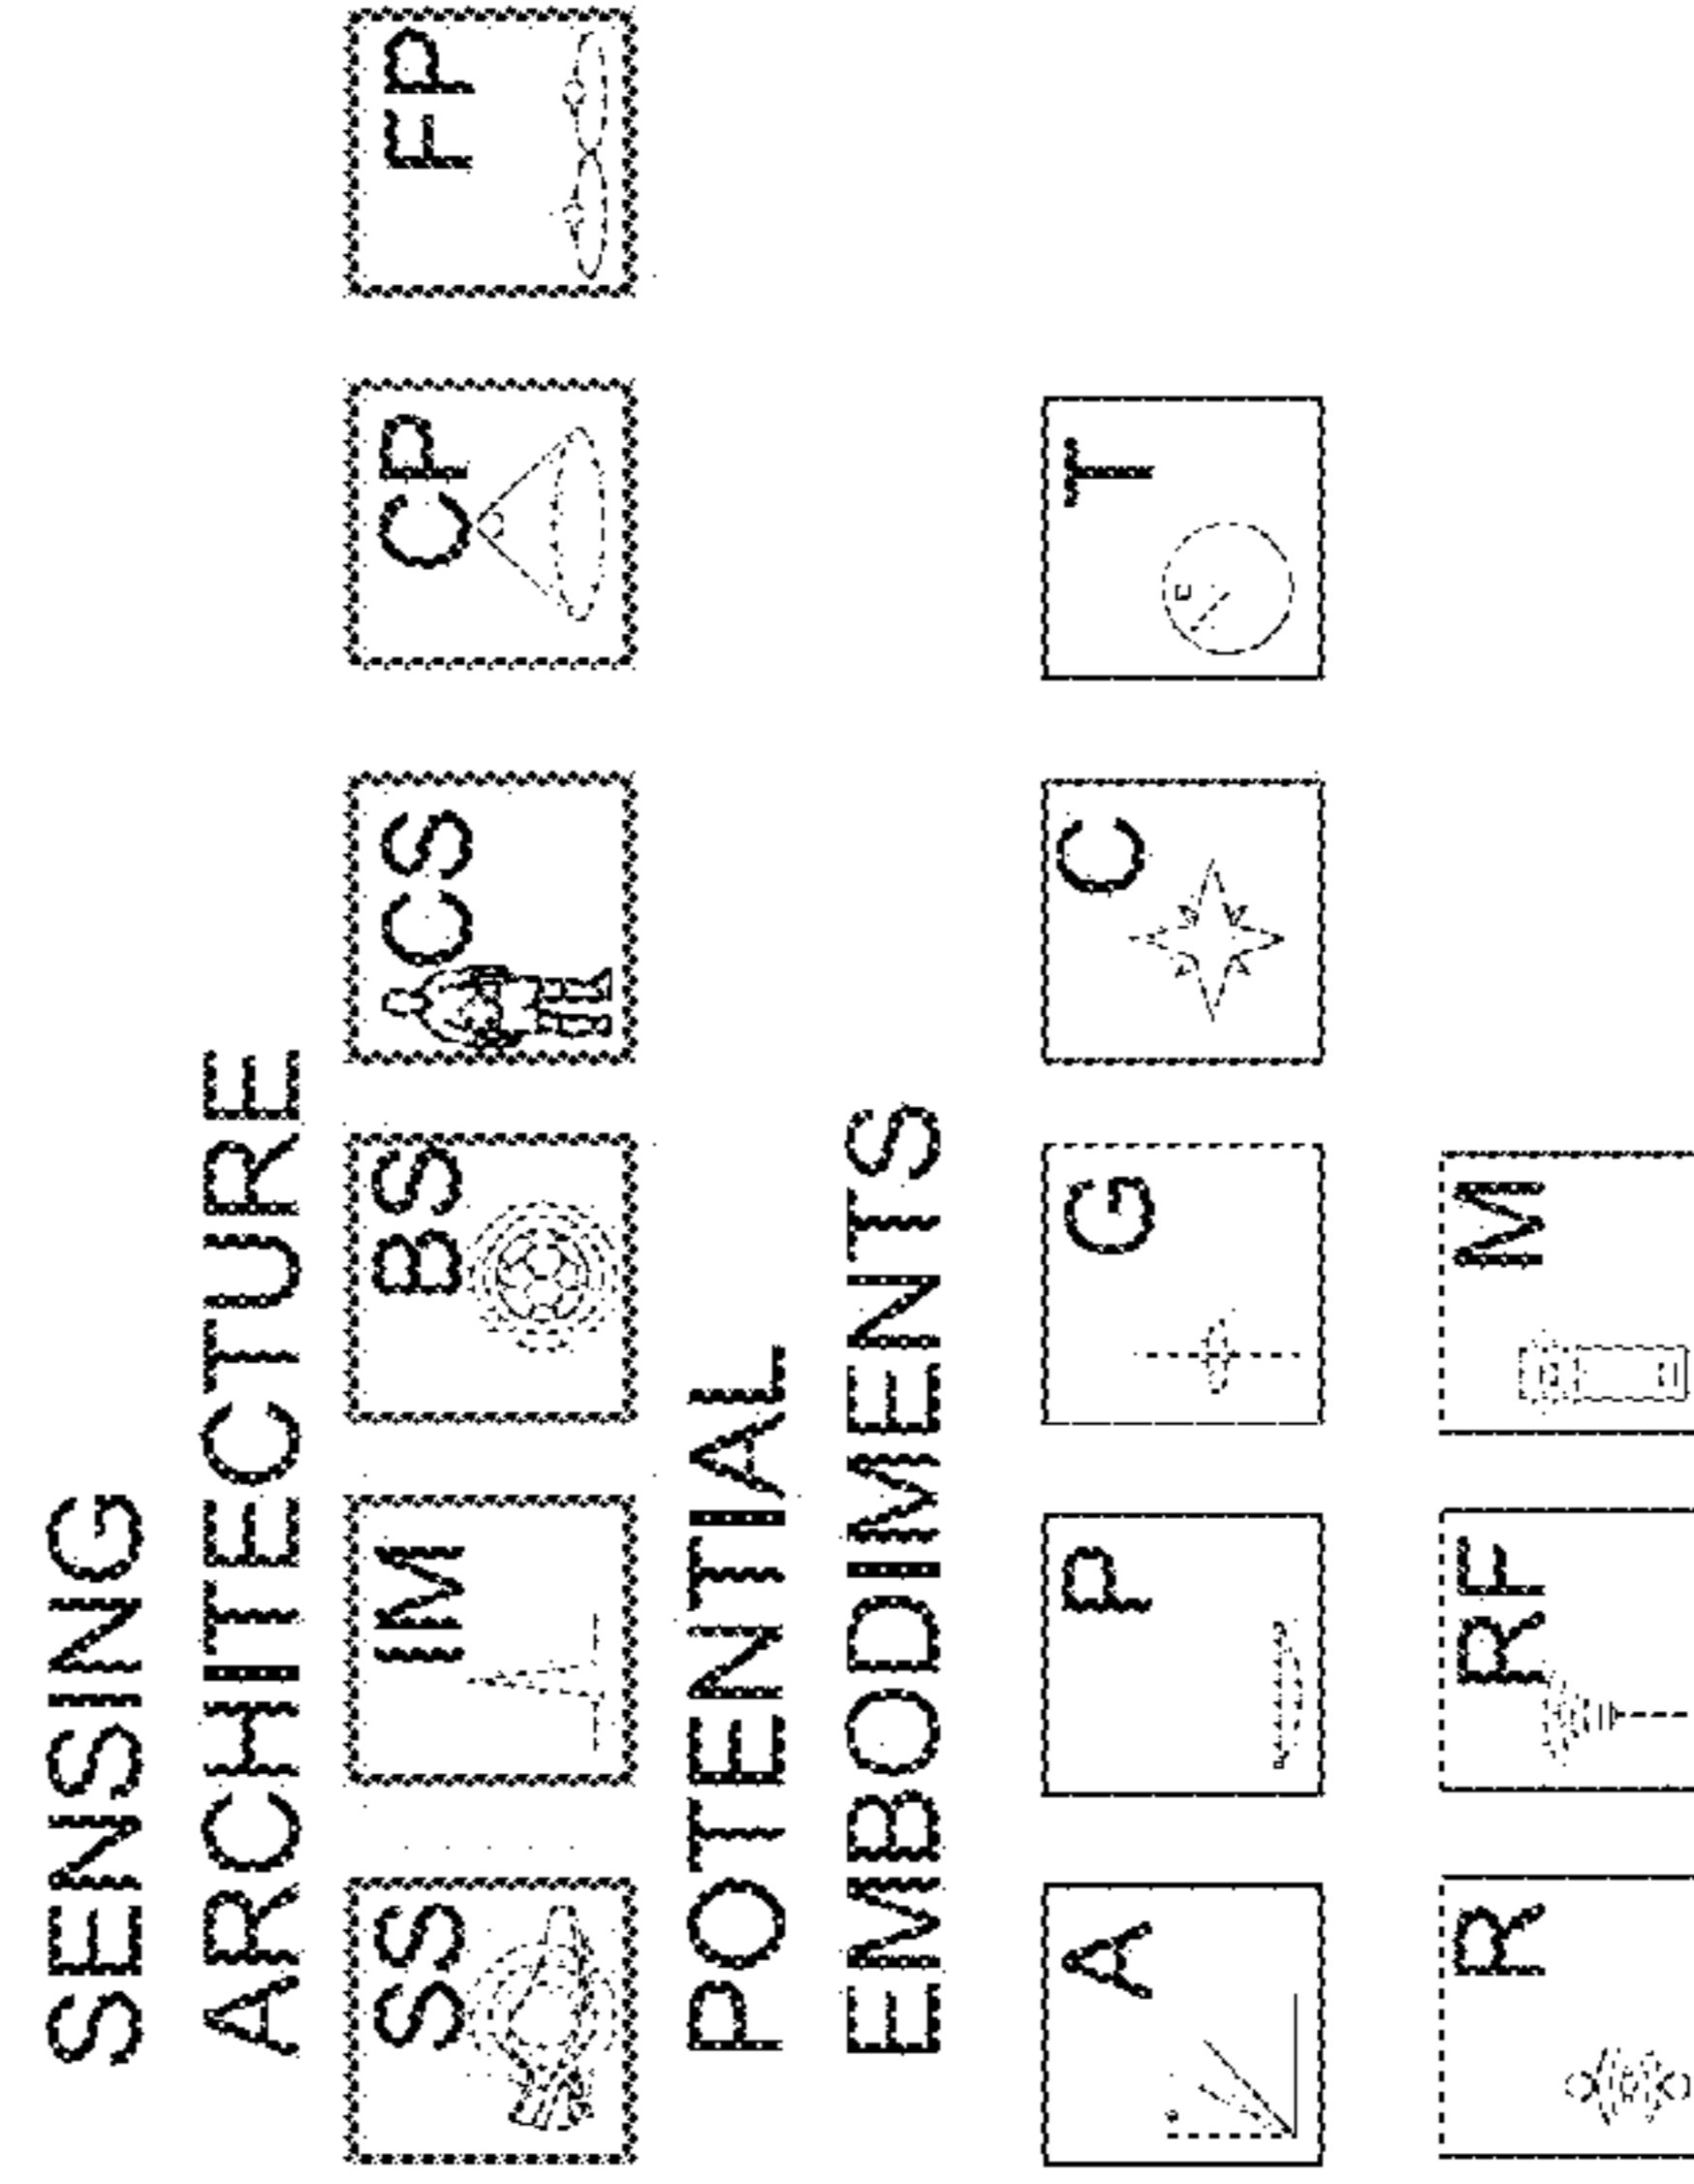 SENSING
ARCHITECTURE
SS IM BS CS CP FP
POTENTIAL
EMBODIMENTS
A P G C T
R RF M